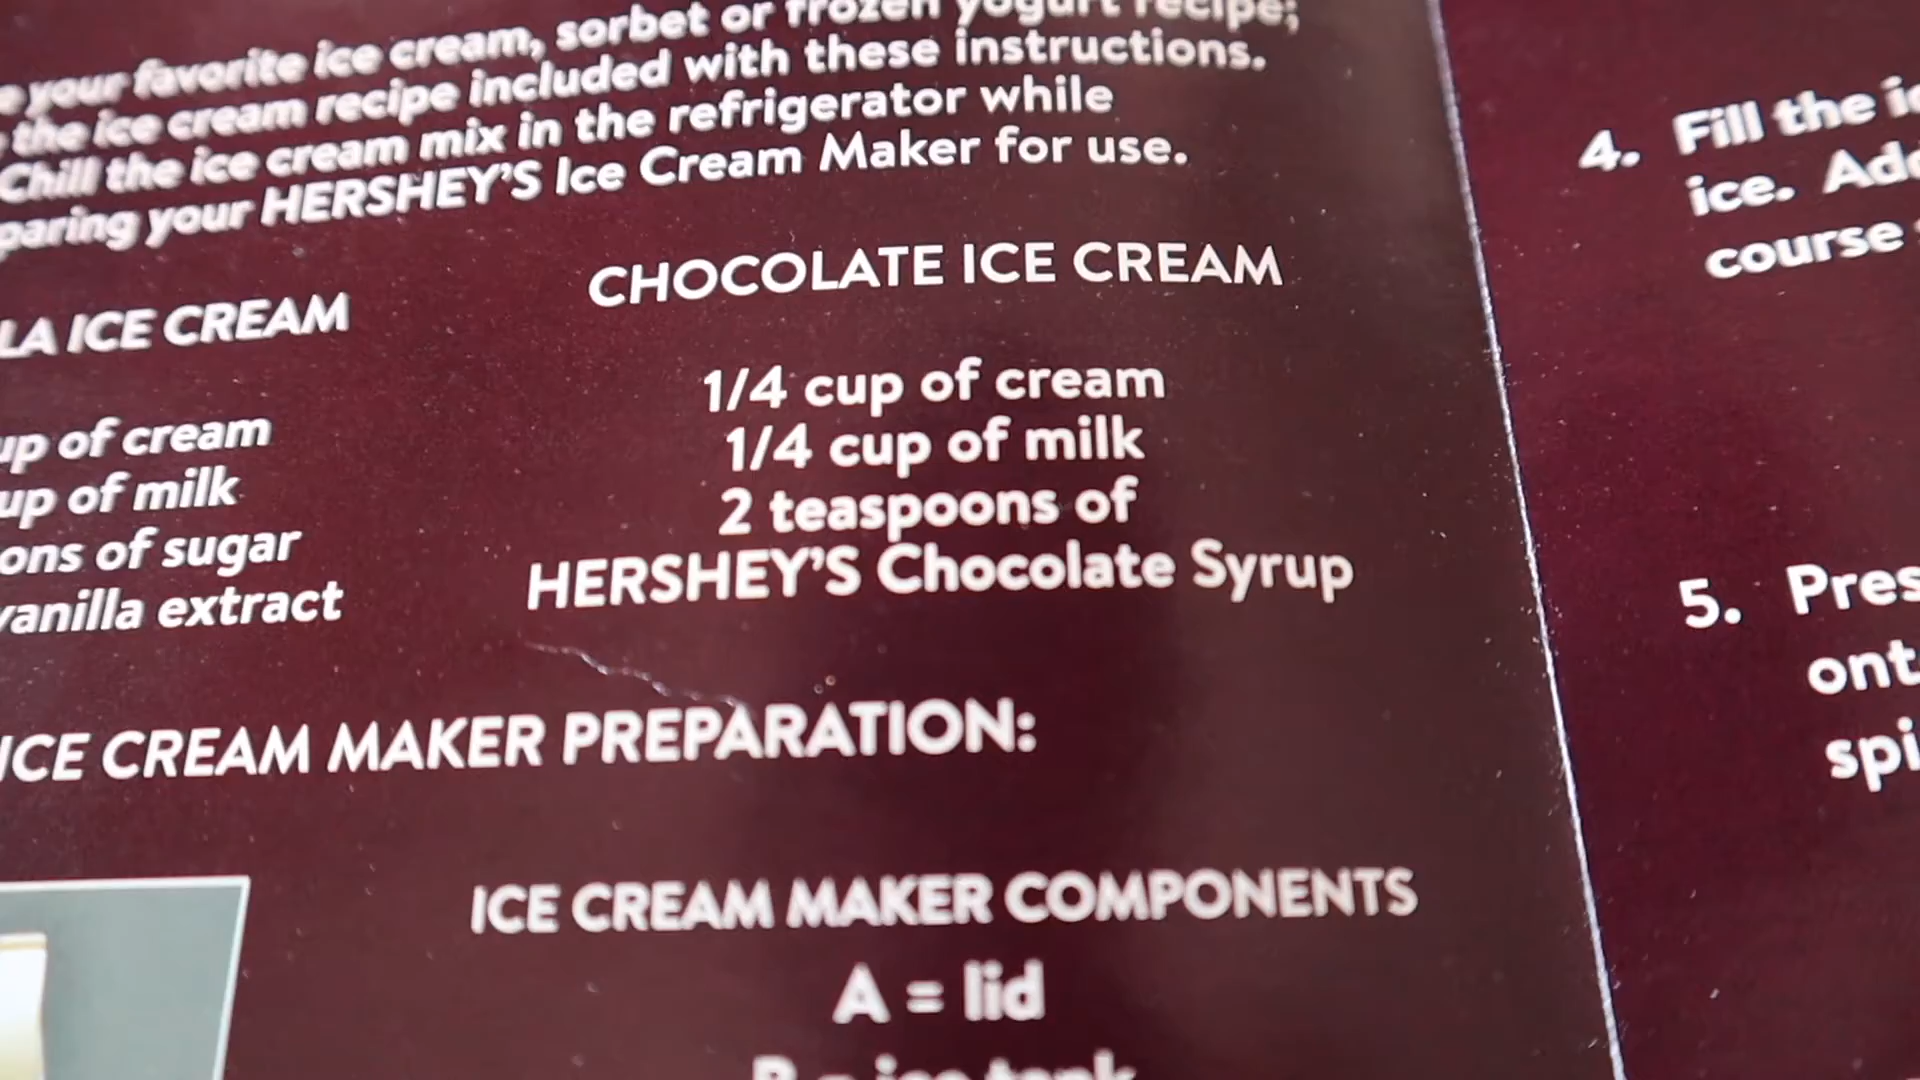 your favorite ice cream, sorbet or frozen yogurt recipe;
the ice cream recipe included with these instructions.
Chill the ice cream mix in the refrigerator while
paring your HERSHEY'S Ice Cream Maker for use.
LA ICE CREAM
up of cream
up of milk
ons of sugar
vanilla extract
CHOCOLATE ICE CREAM
1/4 cup of cream
1/4 cup of milk
2 teaspoons of
HERSHEY'S Chocolate Syrup
ICE CREAM MAKER PREPARATION:
ICE CREAM MAKER COMPONENTS
A = lid
B = ice tank
4. Fill the ic
ice. Add
course
5. Pres
ont
spi